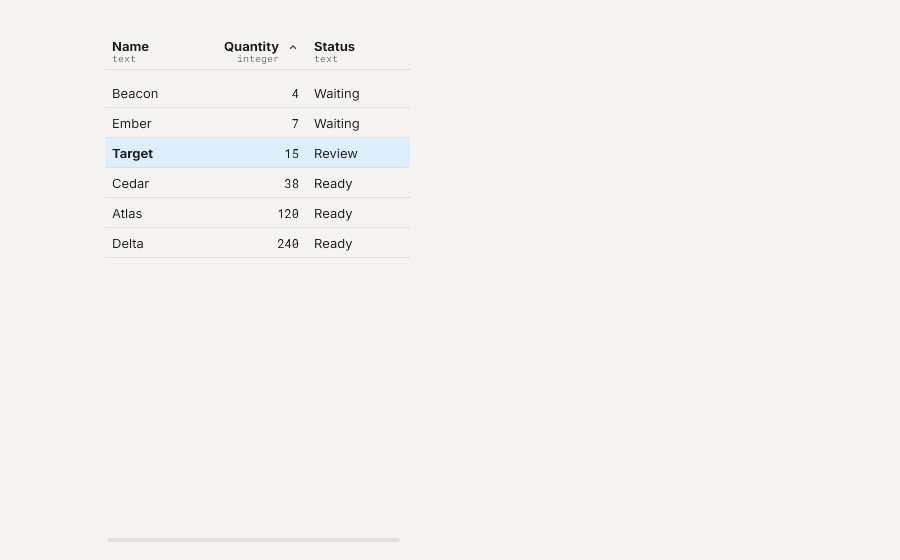 Name Quantity Status
text integer text
Beacon 4 Waiting
Ember 7 Waiting
Target 15 Review
Cedar 38 Ready
Atlas 120 Ready
Delta 240 Ready